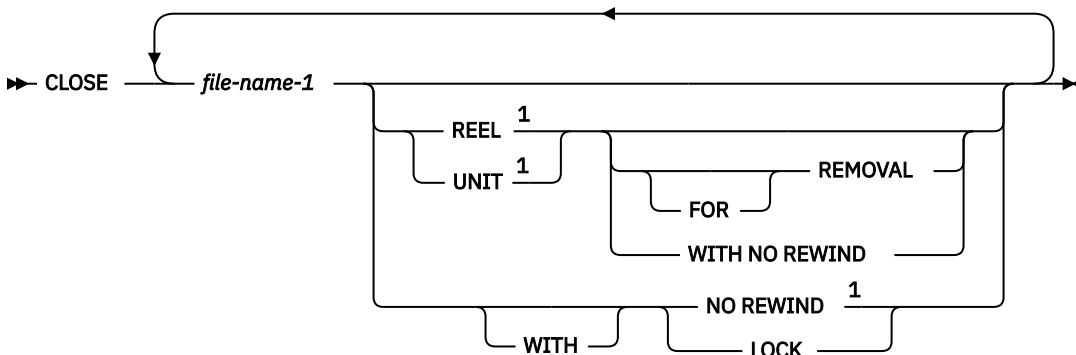 CLOSE file-name-1
REEL 1
UNIT 1
REMOVAL
FOR
WITH NO REWIND
NO REWIND 1
WITH
LOCK